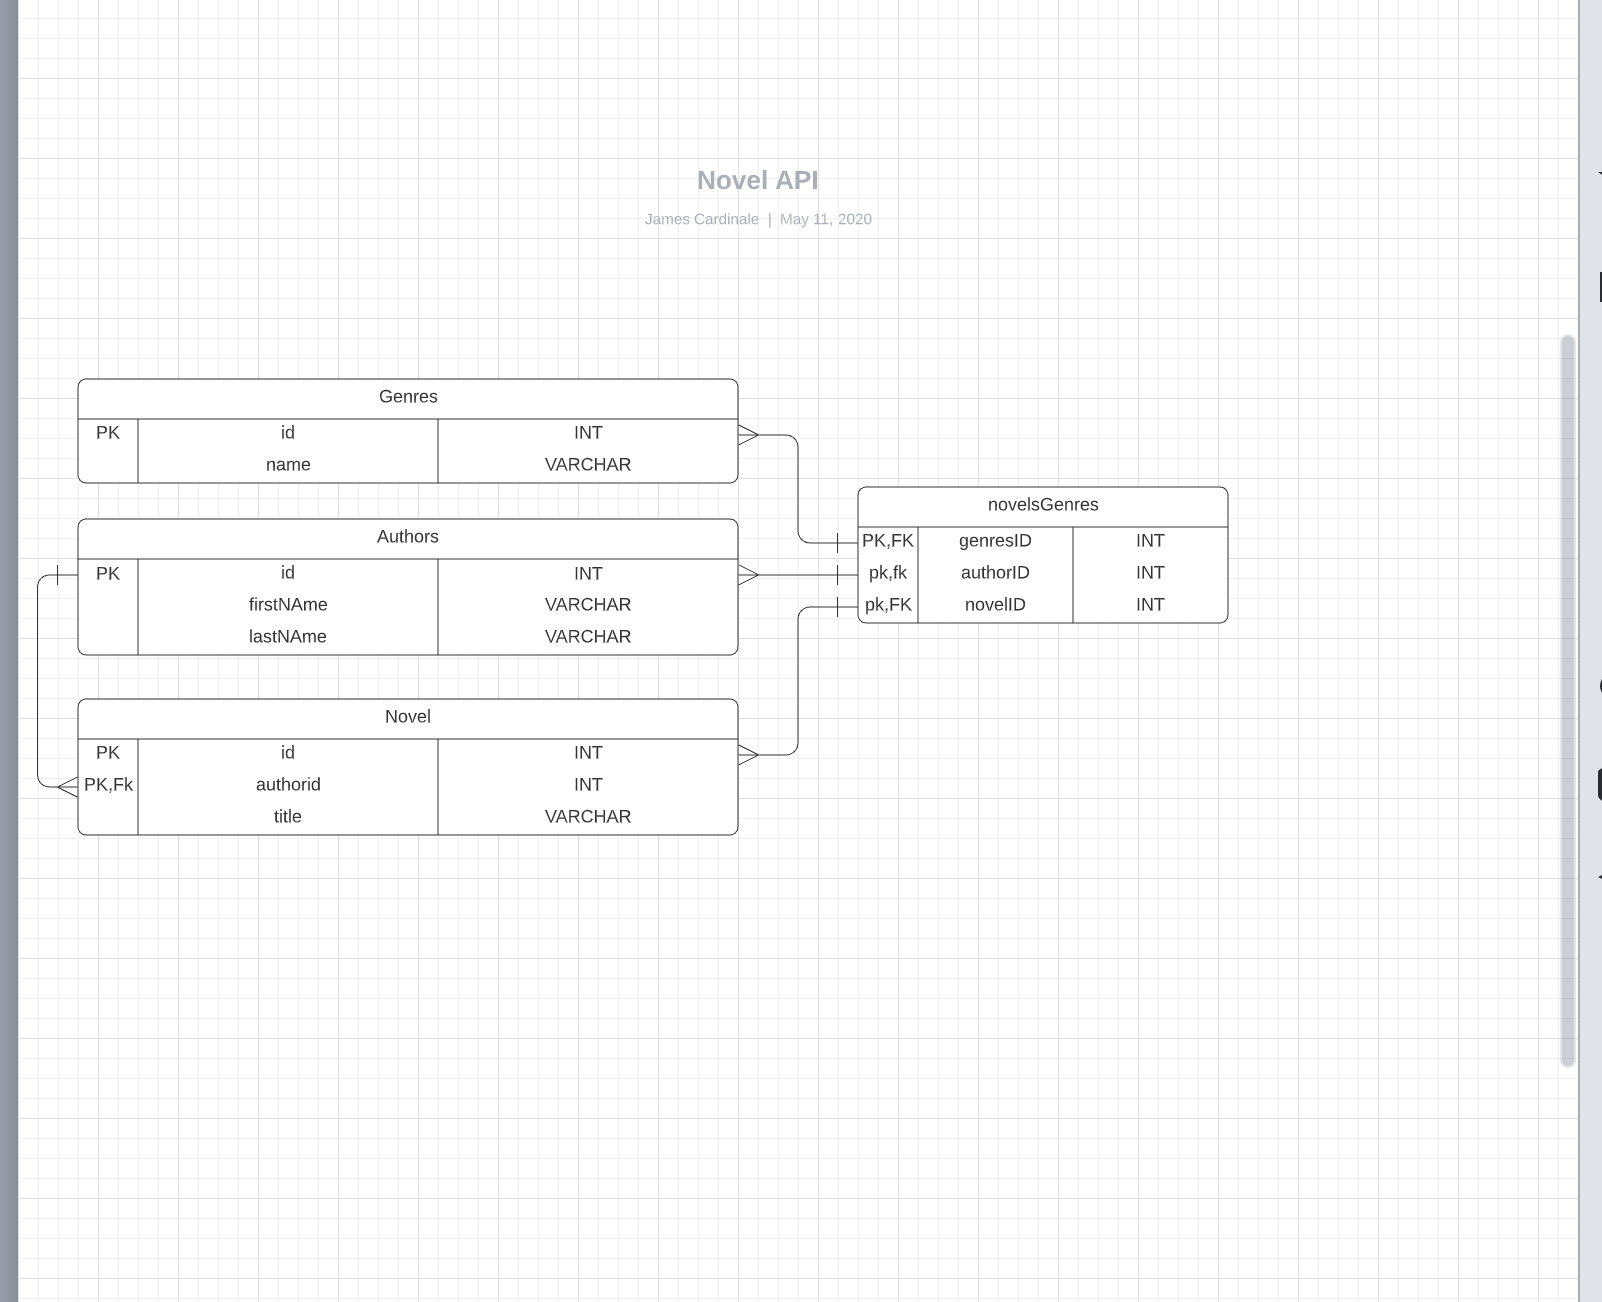 Novel API
James Cardinale | May 11, 2020
Genres
PK id INT
name VARCHAR
Authors
PK id INT
firstNAme VARCHAR
lastNAme VARCHAR
Novel
PK id INT
PK,Fk authorid INT
title VARCHAR
novelsGenres
PK,FK genresID INT
pk,fk authorID INT
pk,FK novelID INT